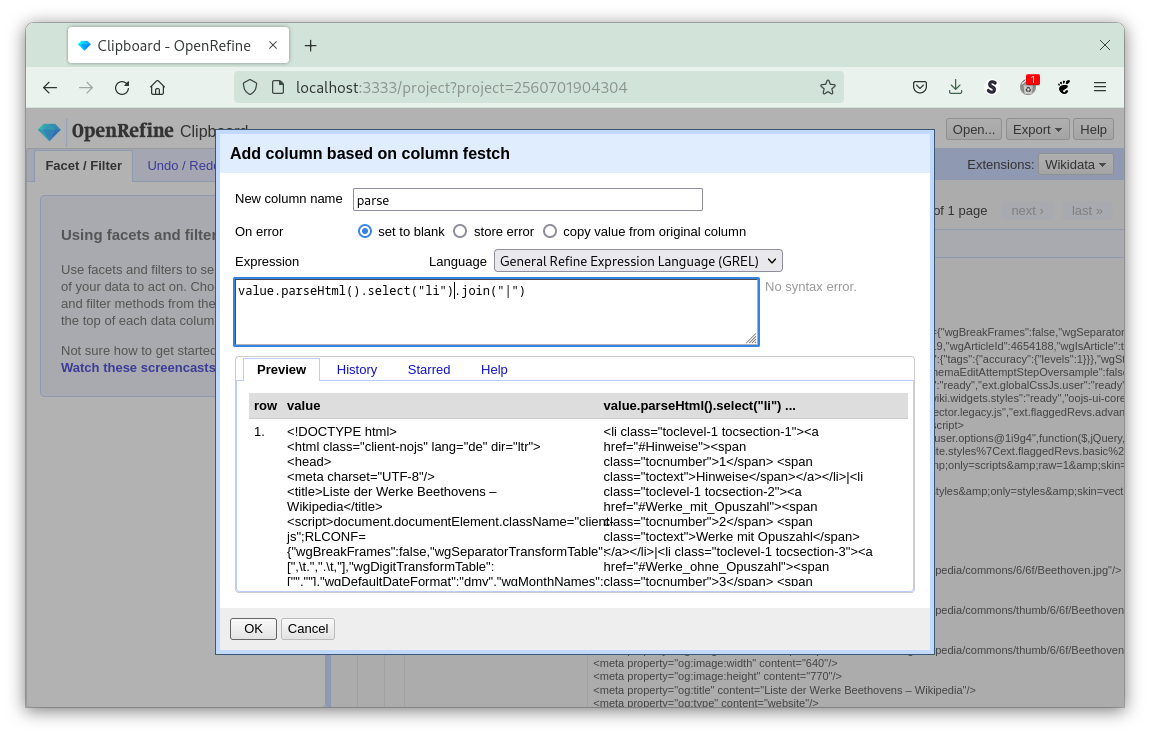 Clipboard - OpenRefine
localhost:3333/project?project=2560701904304
1
OpenRefine Clipboard
Open... Export Help
Facet / Filter Undo / Redo
Extensions: Wikidata
of 1 page next › last »
Using facets and filter
Use facets and filters to se
of your data to act on. Cho
and filter methods from the
the top of each data colum
Not sure how to get started
Watch these screencasts
Add column based on column festch
New column name parse
On error set to blank store error copy value from original column
Expression Language General Refine Expression Language (GREL)
value.parseHtml().select("li").join("|")
No syntax error.
Preview History Starred Help
row value value.parseHtml().select("li") ...
1.
<!DOCTYPE html>
<html class="client-nojs" lang="de" dir="ltr">
<head>
<meta charset="UTF-8"/>
<title>Liste der Werke Beethovens –
Wikipedia</title>
<script>document.documentElement.className="client-
js";RLCONF=
{"wgBreakFrames":false,"wgSeparatorTransformTable":
[",\t.",".\t,"],"wgDigitTransformTable":
["",""],"wgDefaultDateFormat":"dmy","wgMonthNames":
<li class="toclevel-1 tocsection-1"><a
href="#Hinweise"><span
class="tocnumber">1</span> <span
class="toctext">Hinweise</span></a></li>|<li
class="toclevel-1 tocsection-2"><a
href="#Werke_mit_Opuszahl"><span
class="tocnumber">2</span> <span
class="toctext">Werke mit Opuszahl</span>
</a></li>|<li class="toclevel-1 tocsection-3"><a
href="#Werke_ohne_Opuszahl"><span
class="tocnumber">3</span> <span
OK Cancel
={"wgBreakFrames":false,"wgSeparator
9,"wgArticleId":4654188,"wgIsArticle":t
:{"tags":{"accuracy":{"levels":1}}},"wgSt
hemaEditAttemptStepOversample":false
:"ready","ext.globalCssJs.user":"ready"
wiki.widgets.styles":"ready","oojs-ui-core
ector.legacy.js","ext.flaggedRevs.advan
script>
user.options@1i9g4",function($,jQuery,
ite.styles%7Cext.flaggedRevs.basic%2
mp;only=scripts&amp;raw=1&amp;skin=
styles&amp;only=styles&amp;skin=vect
pedia/commons/6/6f/Beethoven.jpg"/>
pedia/commons/thumb/6/6f/Beethoven
pedia/commons/thumb/6/6f/Beethoven
<meta property="og:image:width" content="640"/>
<meta property="og:image:height" content="770"/>
<meta property="og:title" content="Liste der Werke Beethovens – Wikipedia"/>
<meta property="og:type" content="website"/>